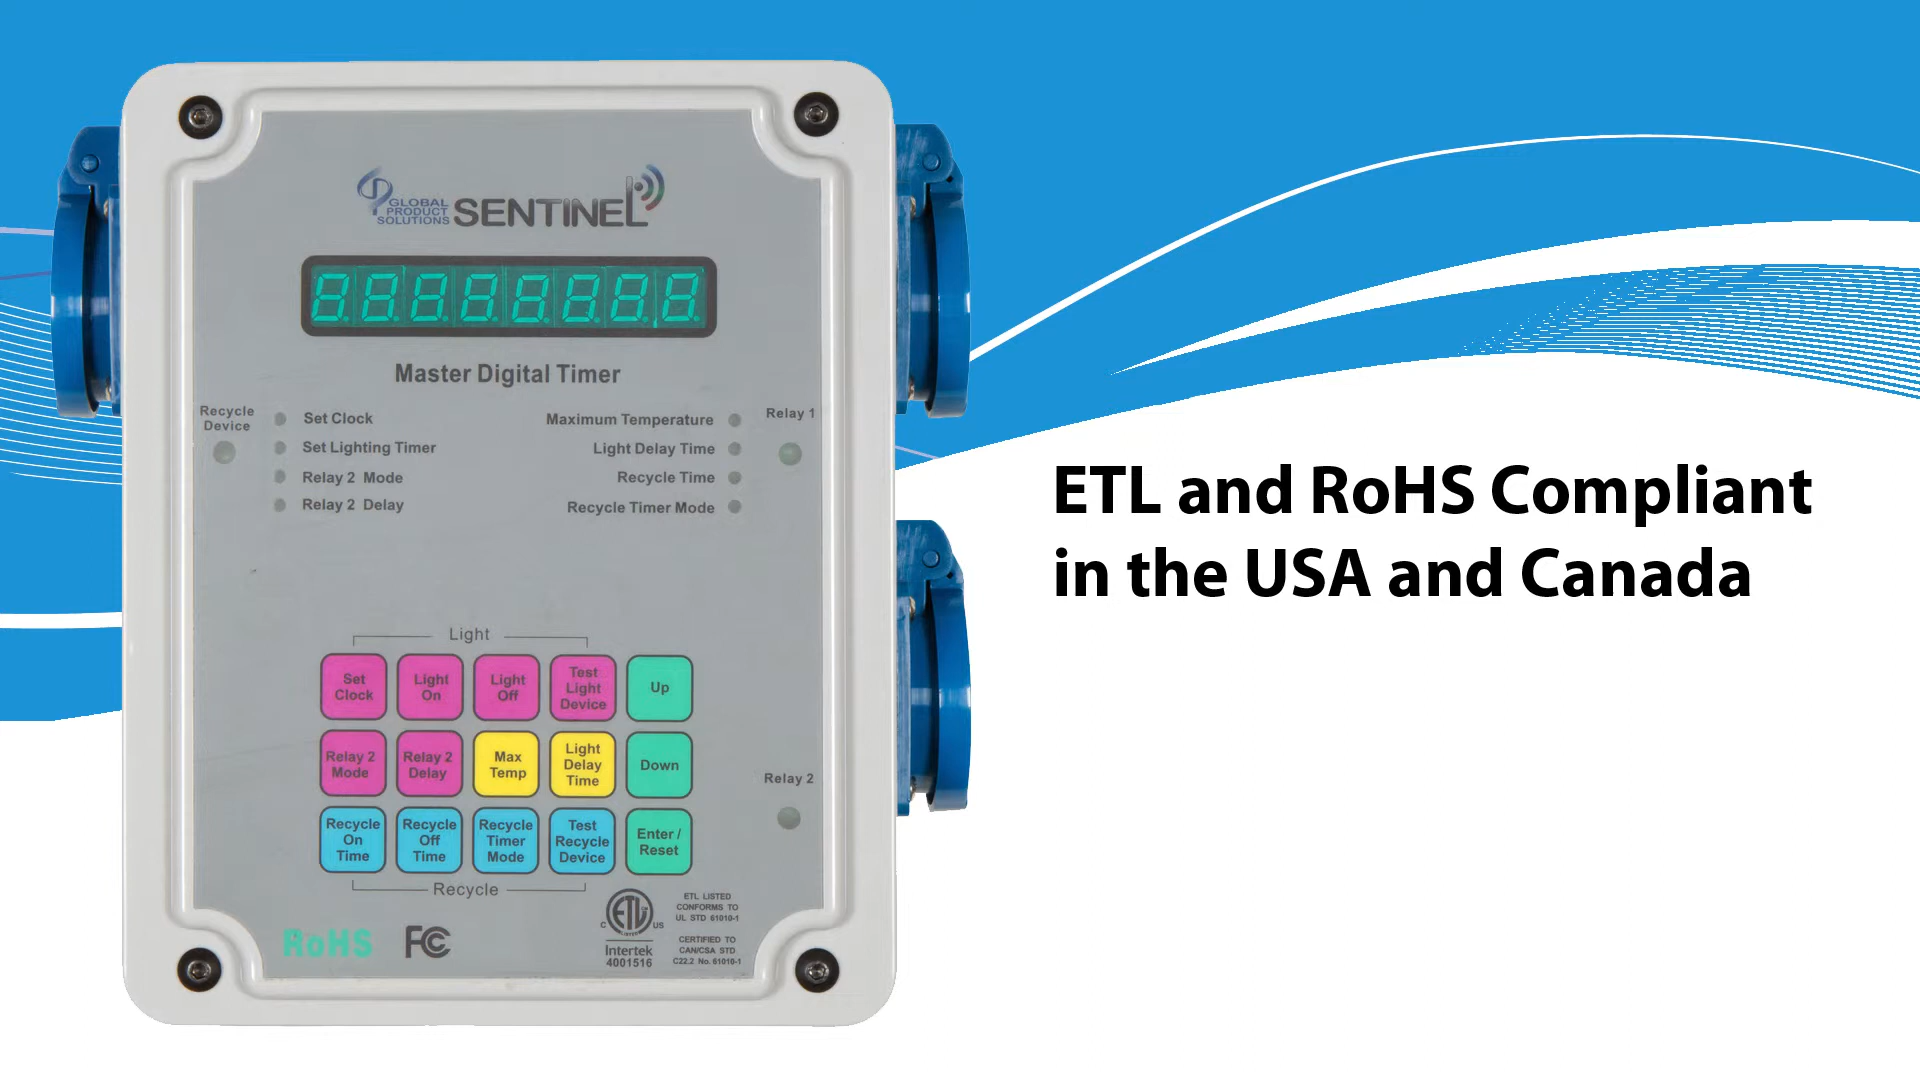 GLOBAL
PRODUCT
SOLUTIONS
SENTINEL
Master Digital Timer
Recycle
Device
Set Clock
Set Lighting Timer
Relay 2 Mode
Relay 2 Delay
Maximum Temperature
Light Delay Time
Recycle Time
Recycle Timer Mode
Relay 1
ETL and RoHS Compliant
in the USA and Canada
Light
Set
Clock
Light
On
Light
Off
Test
Light
Device
Up
Relay 2
Mode
Relay 2
Delay
Max
Temp
Light
Delay
Time
Down
Relay 2
Recycle
On
Time
Recycle
Off
Time
Recycle
Timer
Mode
Test
Recycle
Device
Enter /
Reset
Recycle
RoHS
FC
C ETL US
LISTED
Intertek
4001516
ETL LISTED
CONFORMS TO
UL STD 61010-1
CERTIFIED TO
CAN/CSA STD
C22.2 No. 61010-1